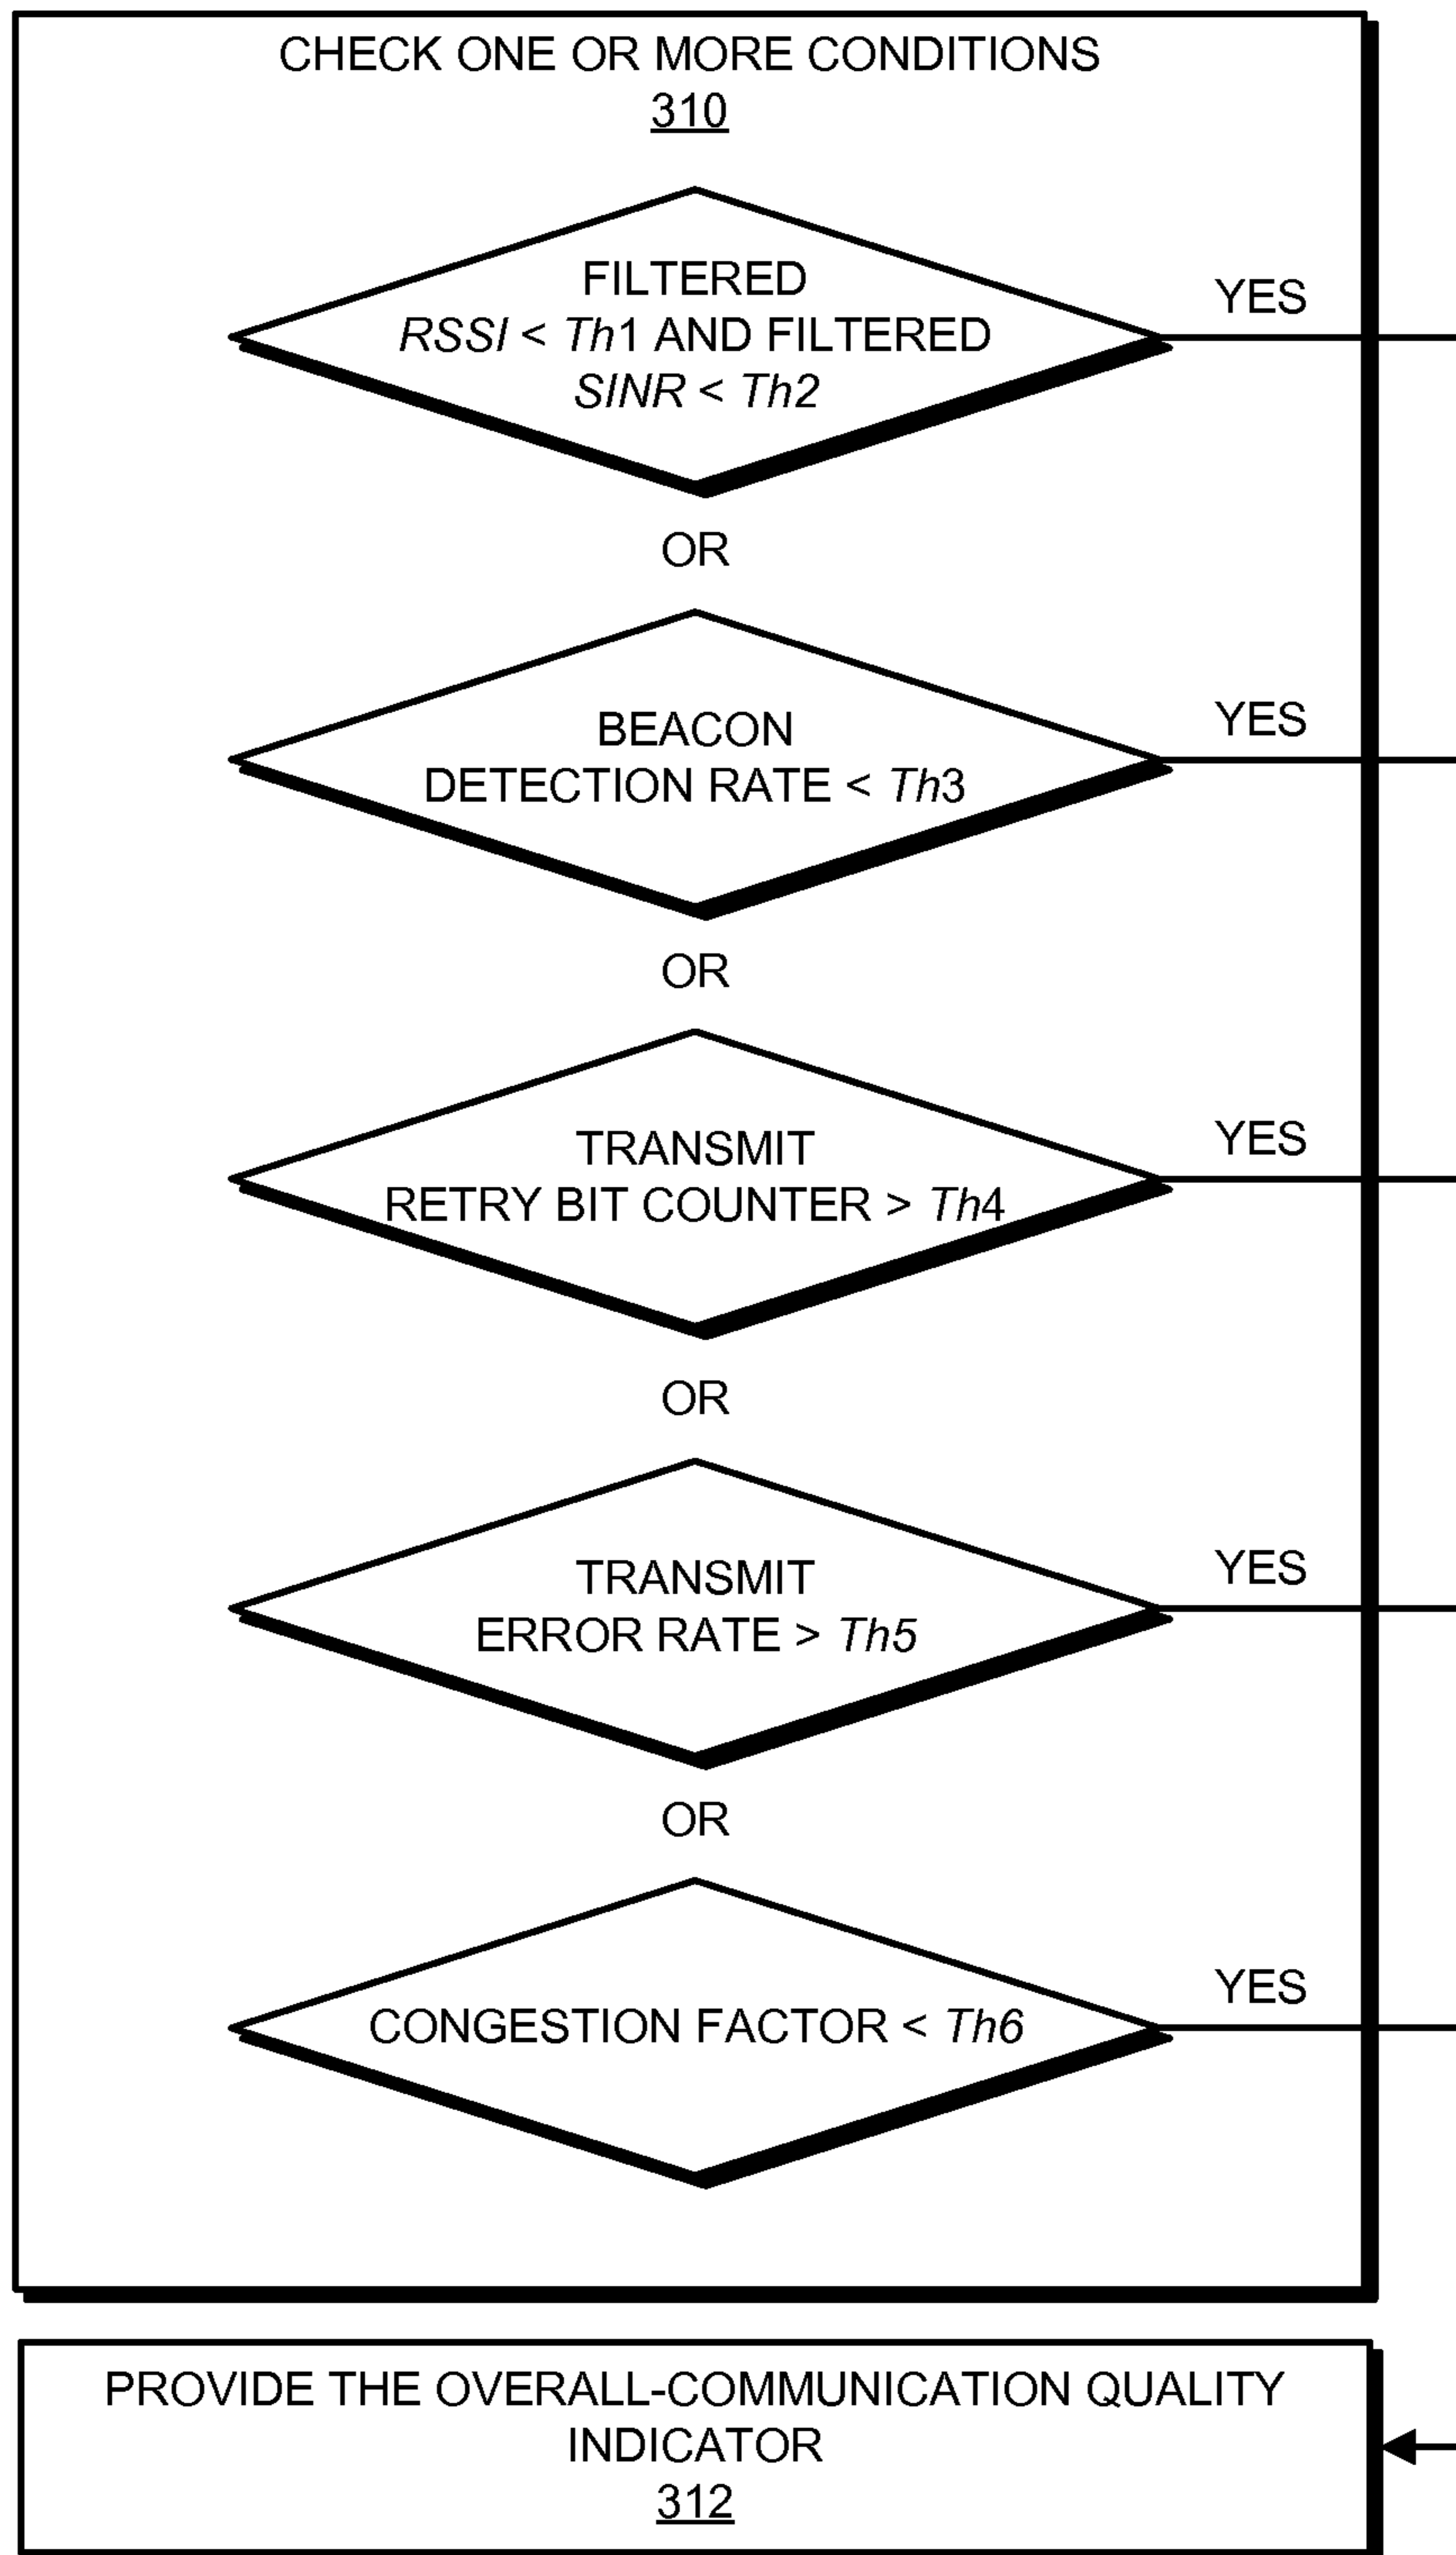 CHECK ONE OR MORE CONDITIONS
310
FILTERED
RSSI < Th1 AND FILTERED
SINR < Th2
YES
OR
BEACON
DETECTION RATE < Th3
YES
OR
TRANSMIT
RETRY BIT COUNTER > Th4
YES
OR
TRANSMIT
ERROR RATE > Th5
YES
OR
CONGESTION FACTOR < Th6
YES
PROVIDE THE OVERALL-COMMUNICATION QUALITY
INDICATOR
312